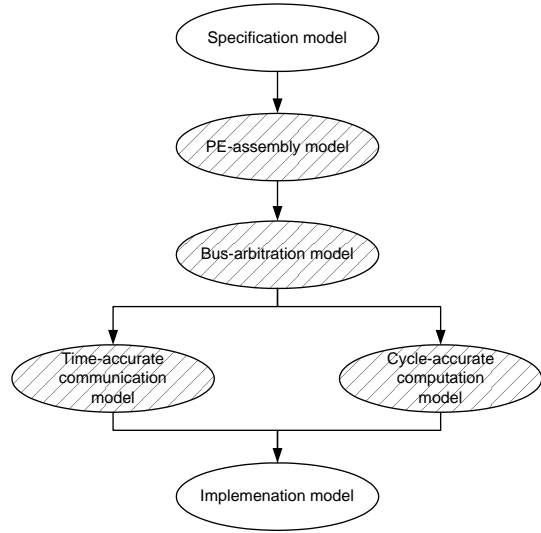 Specification model
PE-assembly model
Bus-arbitration model
Time-accurate
communication
model
Cycle-accurate
computation
model
Implemenation model